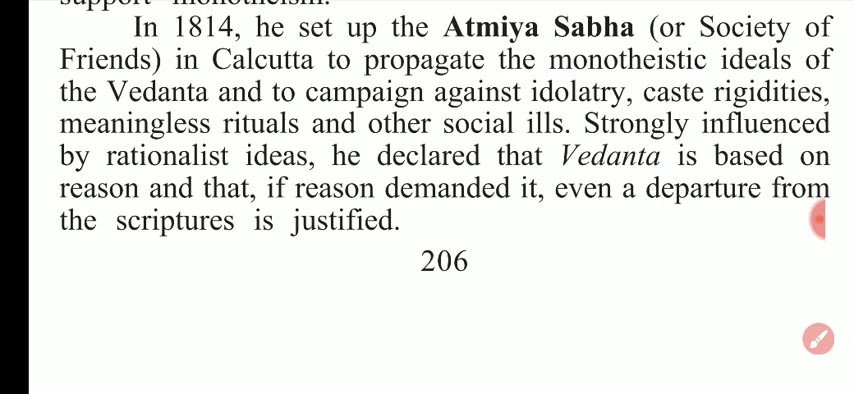 support monotheism.
In 1814, he set up the Atmiya Sabha (or Society of
Friends) in Calcutta to propagate the monotheistic ideals of
the Vedanta and to campaign against idolatry, caste rigidities,
meaningless rituals and other social ills. Strongly influenced
by rationalist ideas, he declared that Vedanta is based on
reason and that, if reason demanded it, even a departure from
the scriptures is justified.
206